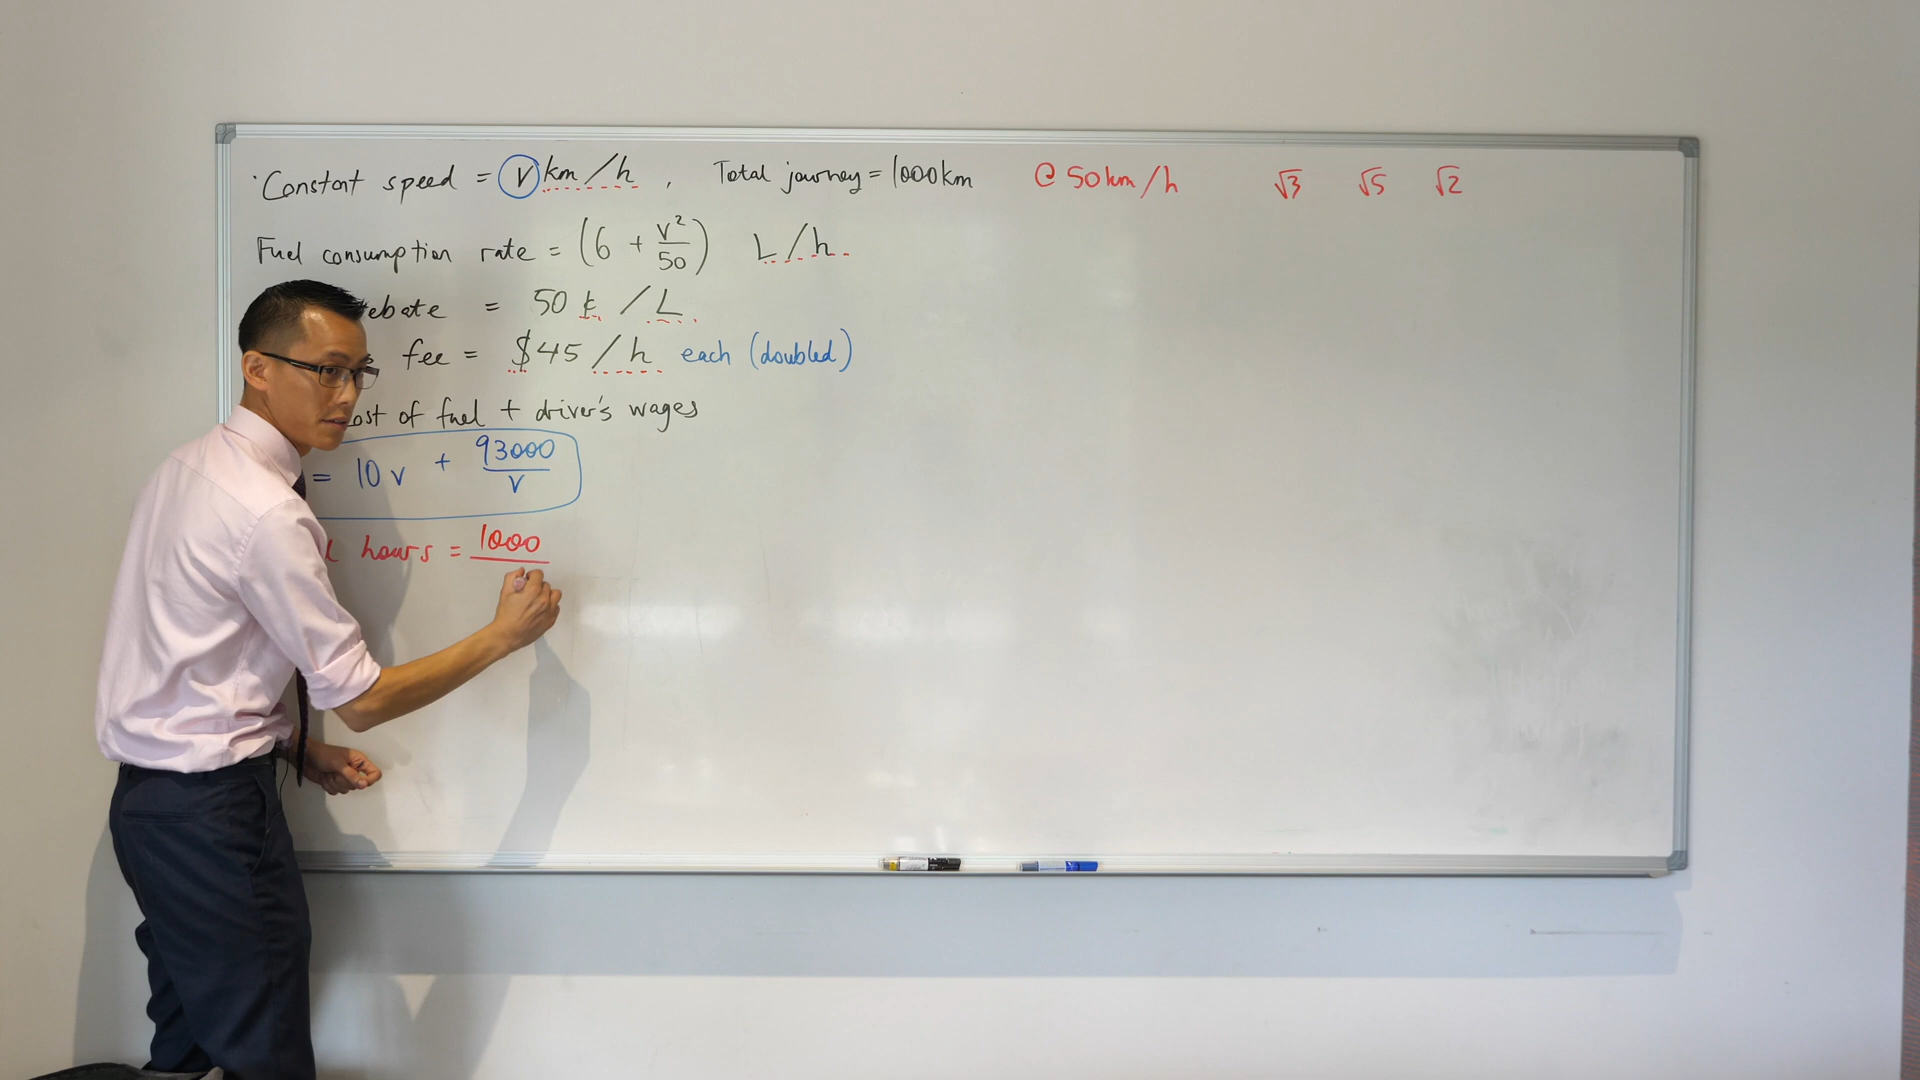 Constant speed = v km/h , Total journey = 1000km @ 50km/h √3 √5 √2
Fuel consumption rate = (6 + v²/50) L/h
rebate = 50 ¢ / L
fee = $45 / h each (doubled)
cost of fuel + driver's wages
= 10v + 93000/v
hours = 1000